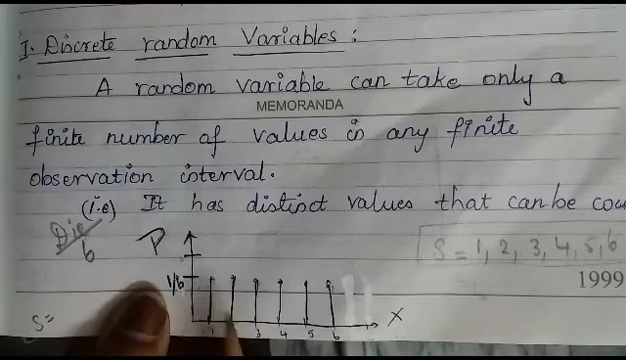 I. Discrete random Variables :
A random variable can take only a
MEMORANDA
finite number of values in any finite
observation interval.
(i.e) It has distinct values that can be cou
Die
6
P
S = 1, 2, 3, 4, 5, 6
1/6
1999
X
S=
1 3 4 5 6